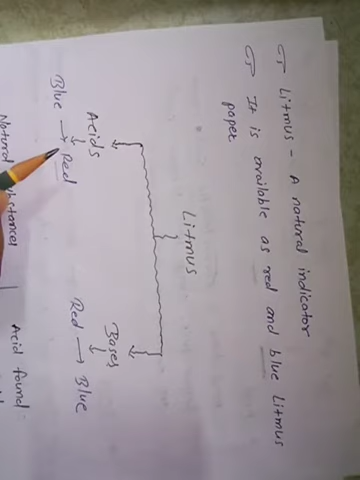 Litmus - A natural indicator
It is available as red and blue Litmus
paper
Litmus
Acids Bases
Blue → Red Red → Blue
Natural Acid found